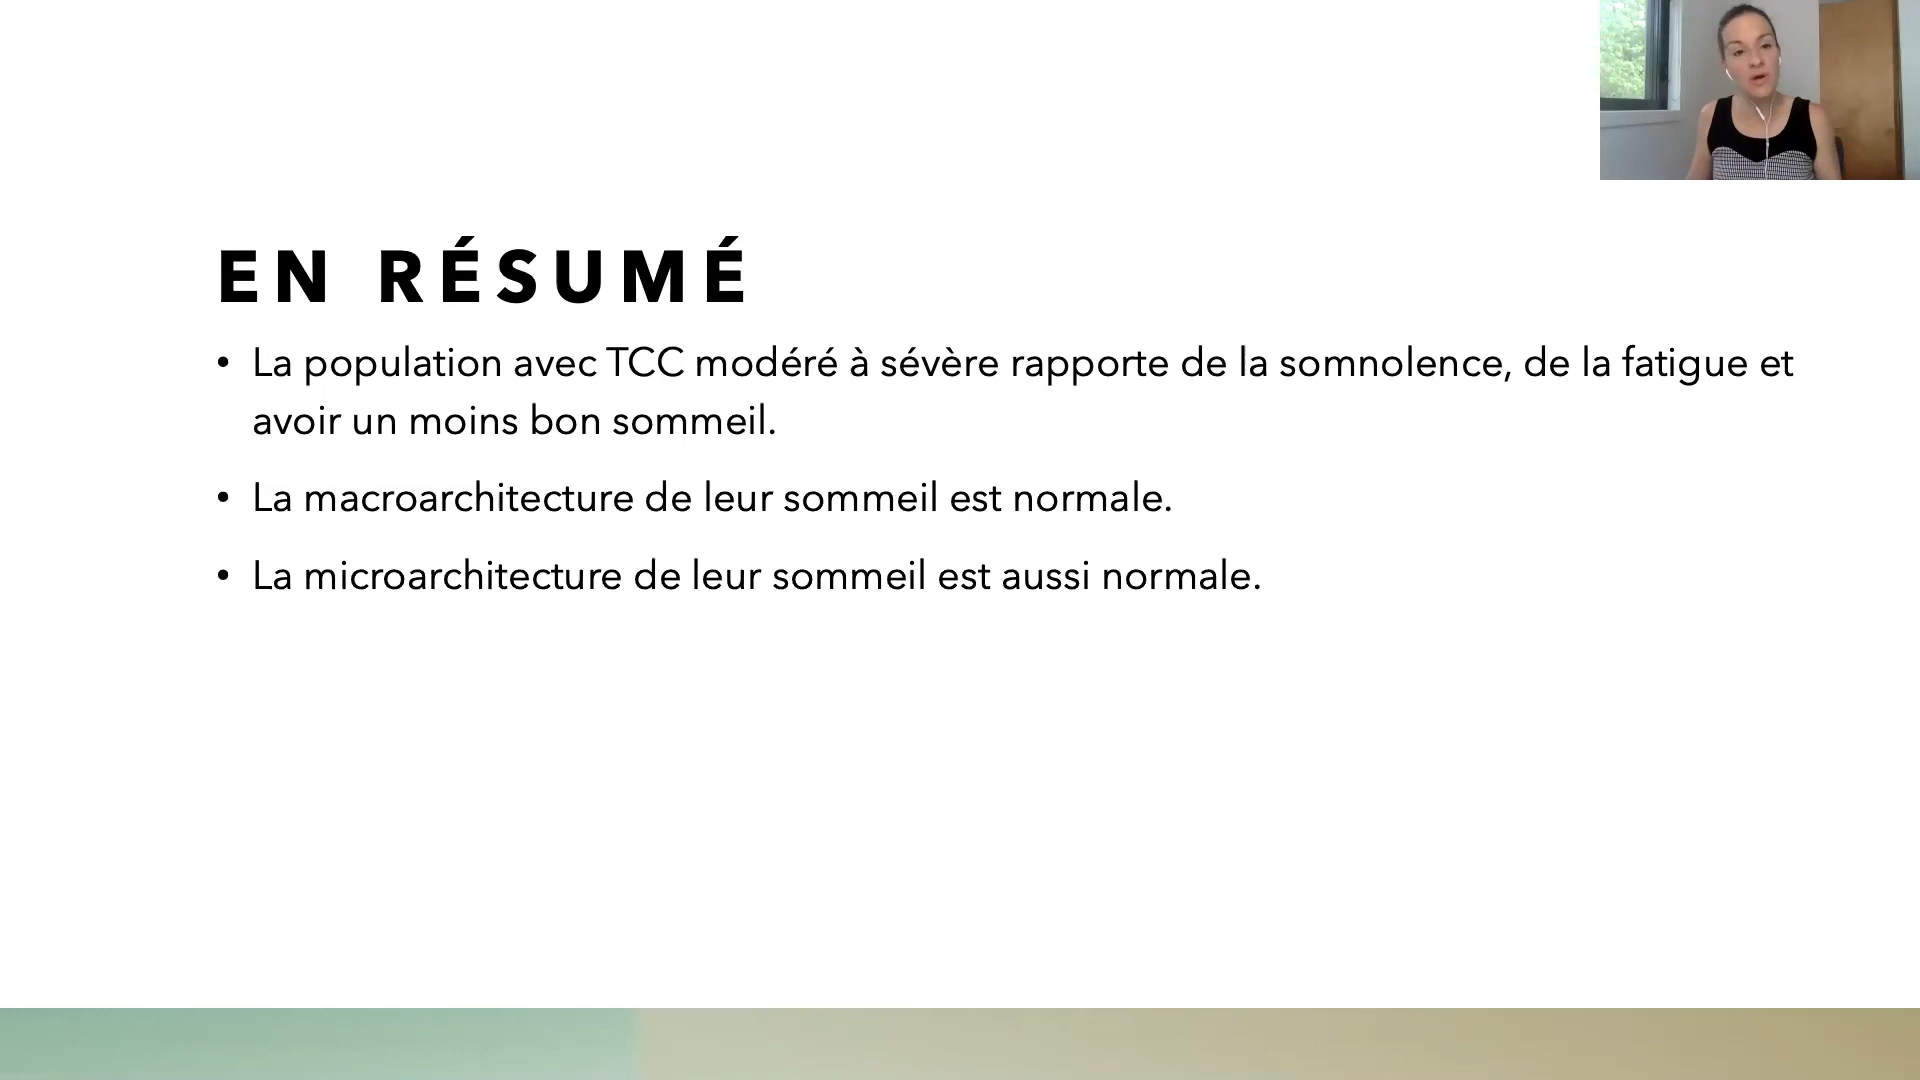 EN RÉSUMÉ
• La population avec TCC modéré à sévère rapporte de la somnolence, de la fatigue et
avoir un moins bon sommeil.
• La macroarchitecture de leur sommeil est normale.
• La microarchitecture de leur sommeil est aussi normale.